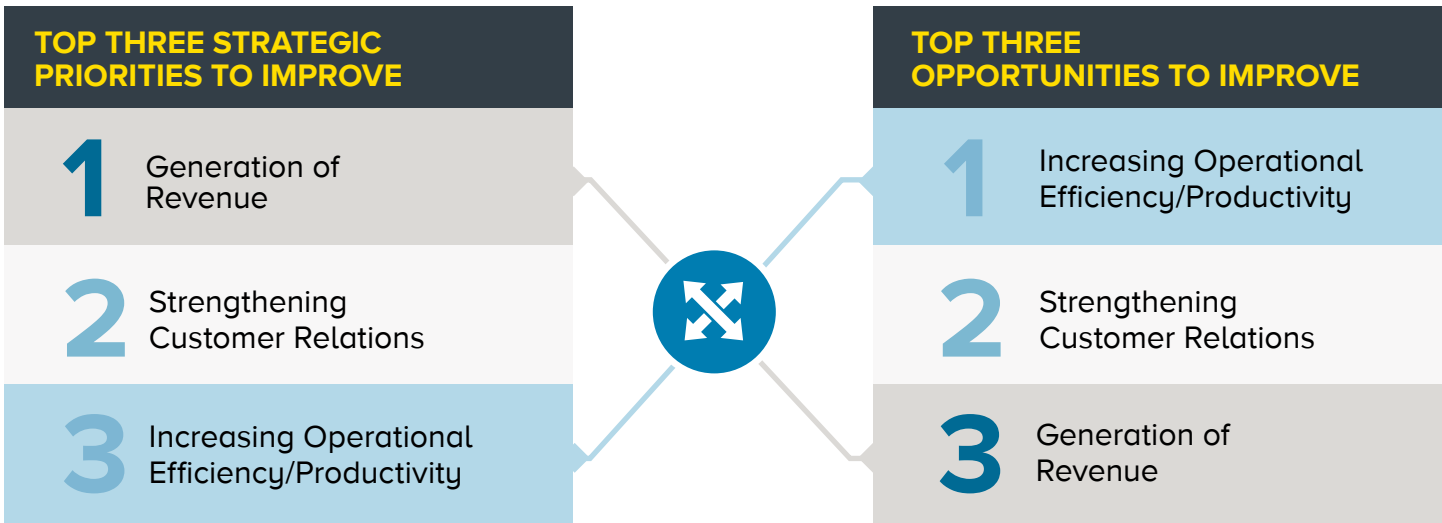 TOP THREE STRATEGIC
PRIORITIES TO IMPROVE
1
Generation of
Revenue
2
Strengthening
Customer Relations
3
Increasing Operational
Efficiency/Productivity
TOP THREE
OPPORTUNITIES TO IMPROVE
1
Increasing Operational
Efficiency/Productivity
2
Strengthening
Customer Relations
3
Generation of
Revenue